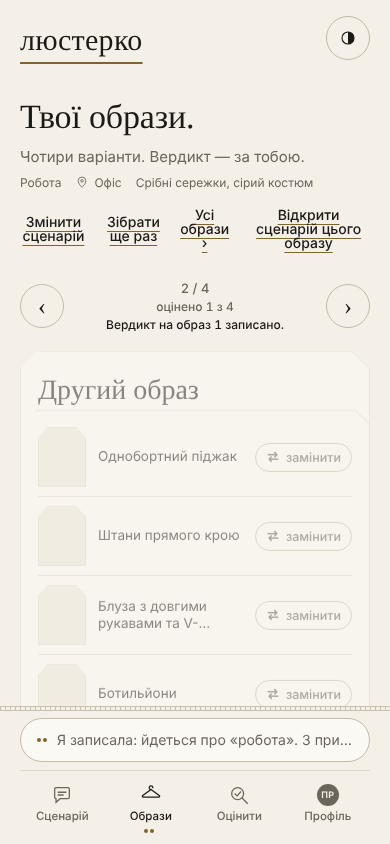 люстерко
Твої образи.
Чотири варіанти. Вердикт — за тобою.
Робота Офіс Срібні сережки, сірий костюм
Змінити
сценарій
Зібрати
ще раз
Усі
образи
›
Відкрити
сценарій цього
образу
‹
2 / 4
оцінено 1 з 4
Вердикт на образ 1 записано.
›
Другий образ
Однобортний піджак
замінити
Штани прямого крою
замінити
Блуза з довгими
рукавами та V-...
замінити
Ботильйони
замінити
Я записала: йдеться про «робота». З при...
Сценарій
Образи
Оцінити
ПР
Профіль